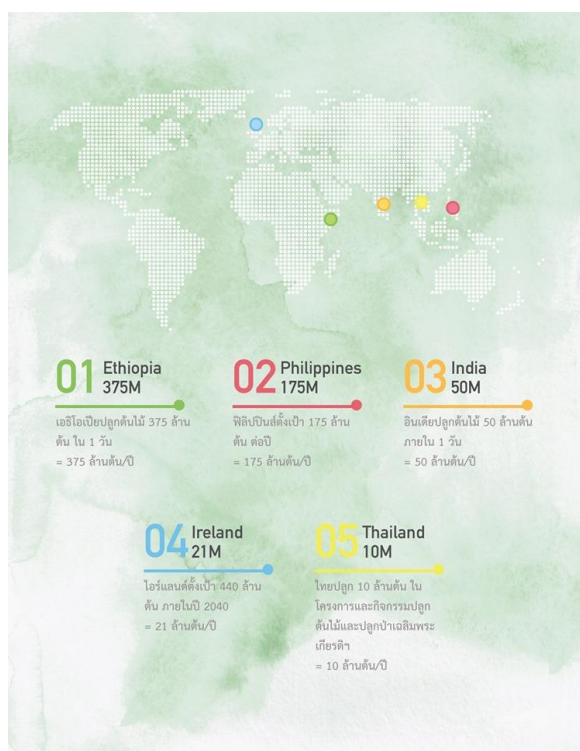 01 Ethiopia
375M
เอธิโอเปียปลูกต้นไม้ 375 ล้าน
ต้น ใน 1 วัน
= 375 ล้านต้น/ปี
02 Philippines
175M
ฟิลิปปินส์ตั้งเป้า 175 ล้าน
ต้น ต่อปี
= 175 ล้านต้น/ปี
03 India
50M
อินเดียปลูกต้นไม้ 50 ล้านต้น
ภายใน 1 วัน
= 50 ล้านต้น/ปี
04 Ireland
21M
ไอร์แลนด์ตั้งเป้า 440 ล้าน
ต้น ภายในปี 2040
= 21 ล้านต้น/ปี
05 Thailand
10M
ไทยปลูก 10 ล้านต้น ใน
โครงการและกิจกรรมปลูก
ต้นไม้และปลูกป่าเฉลิมพระ
เกียรติฯ
= 10 ล้านต้น/ปี